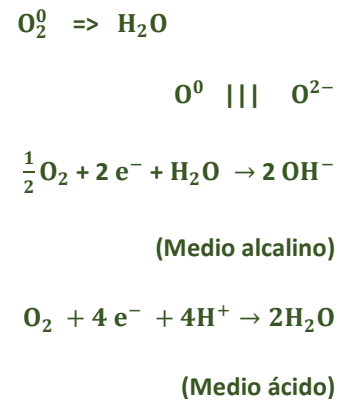 O₂⁰ => H₂O
O⁰ ||| O²⁻
½O₂ + 2 e⁻ + H₂O → 2 OH⁻
(Medio alcalino)
O₂ + 4 e⁻ + 4H⁺ → 2H₂O
(Medio ácido)